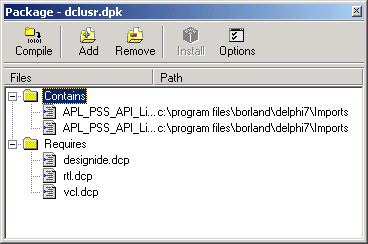 Package - dclusr.dpk
Compile Add Remove Install Options
Files Path
Contains
APL_PSS_API_Li... c:\program files\borland\delphi7\Imports
APL_PSS_API_Li... c:\program files\borland\delphi7\Imports
Requires
designide.dcp
rtl.dcp
vcl.dcp